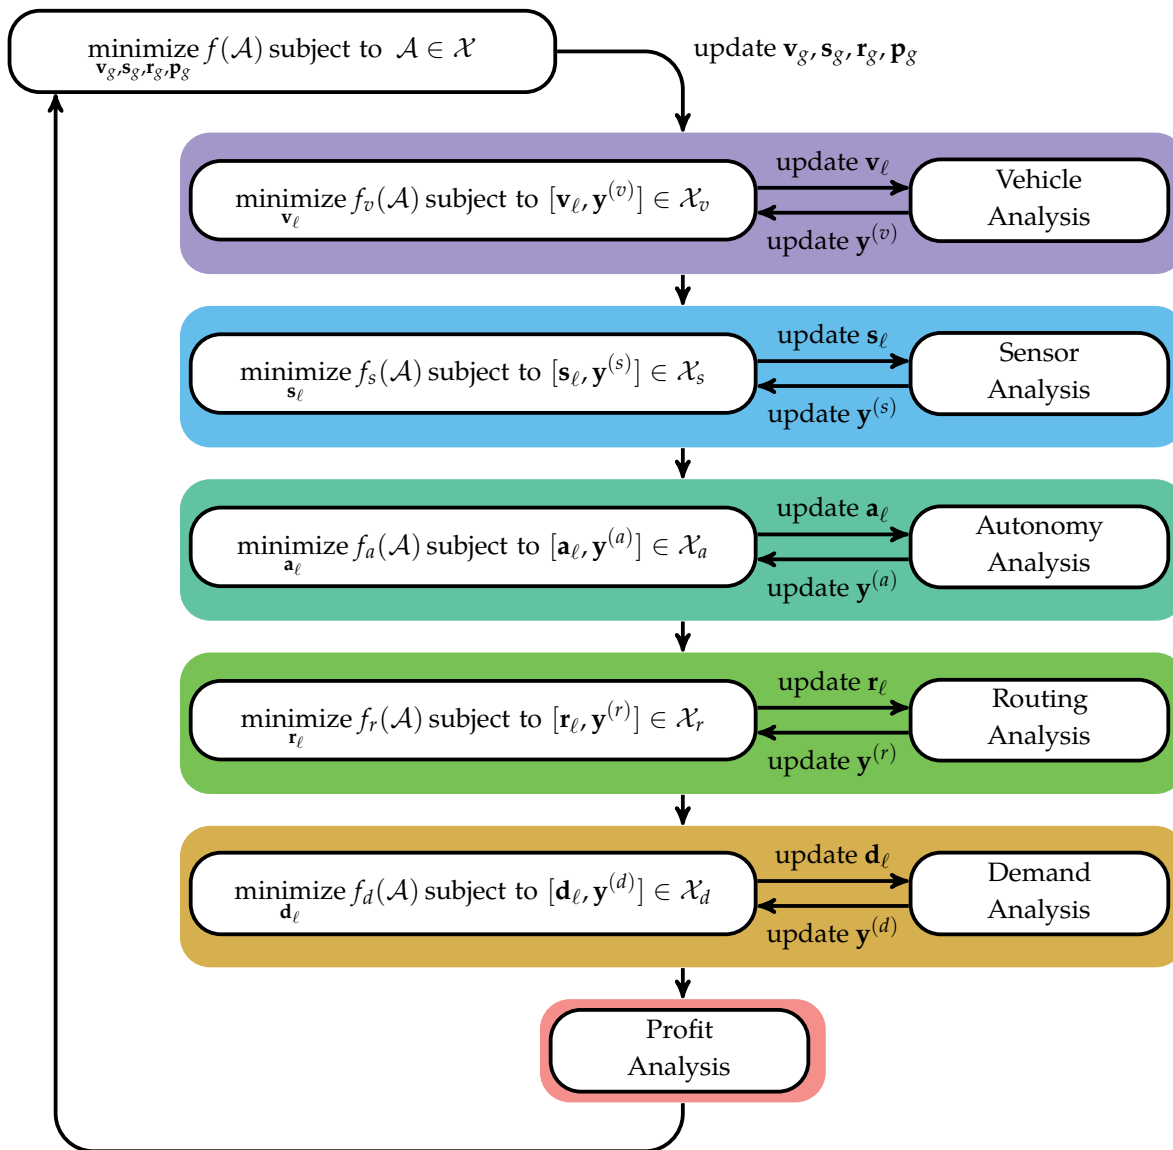 minimize f(𝒜) subject to 𝒜 ∈ 𝒳
v_g,s_g,r_g,p_g
update v_g, s_g, r_g, p_g
minimize f_v(𝒜) subject to [v_ℓ, y^(v)] ∈ 𝒳_v
v_ℓ
update v_ℓ
update y^(v)
Vehicle
Analysis
minimize f_s(𝒜) subject to [s_ℓ, y^(s)] ∈ 𝒳_s
s_ℓ
update s_ℓ
update y^(s)
Sensor
Analysis
minimize f_a(𝒜) subject to [a_ℓ, y^(a)] ∈ 𝒳_a
a_ℓ
update a_ℓ
update y^(a)
Autonomy
Analysis
minimize f_r(𝒜) subject to [r_ℓ, y^(r)] ∈ 𝒳_r
r_ℓ
update r_ℓ
update y^(r)
Routing
Analysis
minimize f_d(𝒜) subject to [d_ℓ, y^(d)] ∈ 𝒳_d
d_ℓ
update d_ℓ
update y^(d)
Demand
Analysis
Profit
Analysis